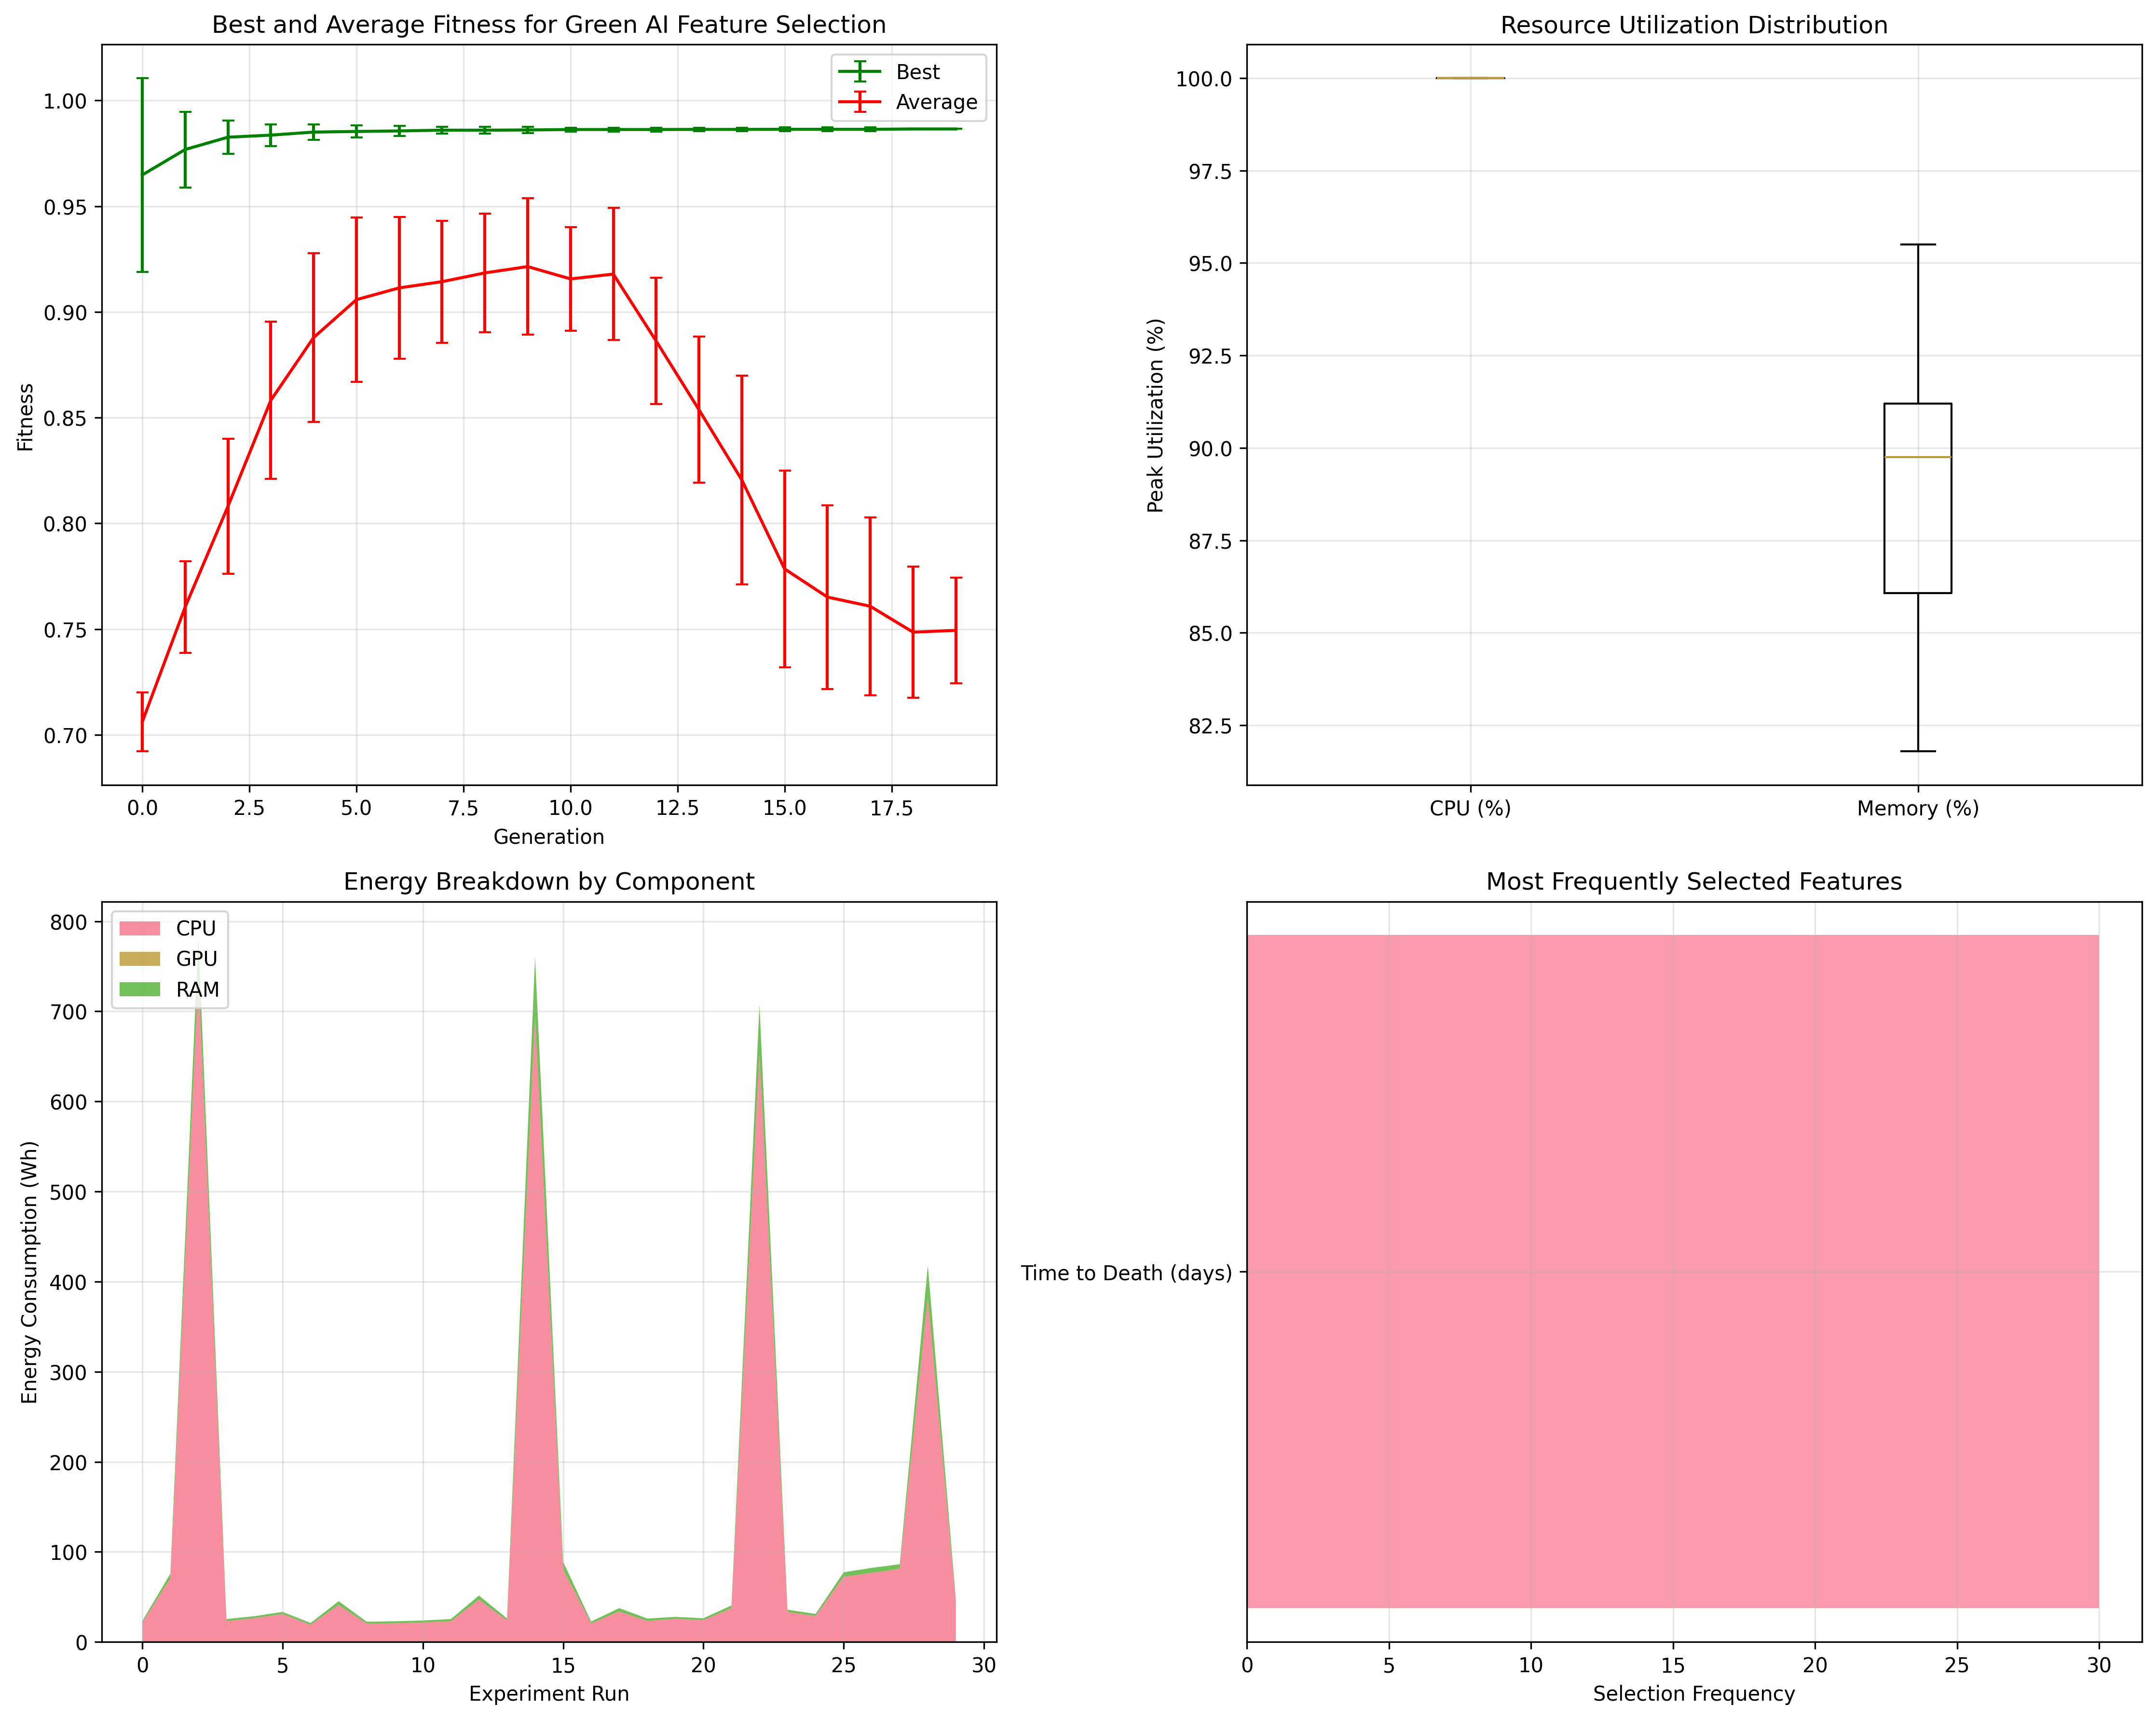 Best and Average Fitness for Green AI Feature Selection
Best
Average
Fitness
1.00
0.95
0.90
0.85
0.80
0.75
0.70
0.0 2.5 5.0 7.5 10.0 12.5 15.0 17.5
Generation
Resource Utilization Distribution
Peak Utilization (%)
100.0
97.5
95.0
92.5
90.0
87.5
85.0
82.5
CPU (%) Memory (%)
Energy Breakdown by Component
CPU
GPU
RAM
Energy Consumption (Wh)
800
700
600
500
400
300
200
100
0
0 5 10 15 20 25 30
Experiment Run
Most Frequently Selected Features
Time to Death (days)
0 5 10 15 20 25 30
Selection Frequency